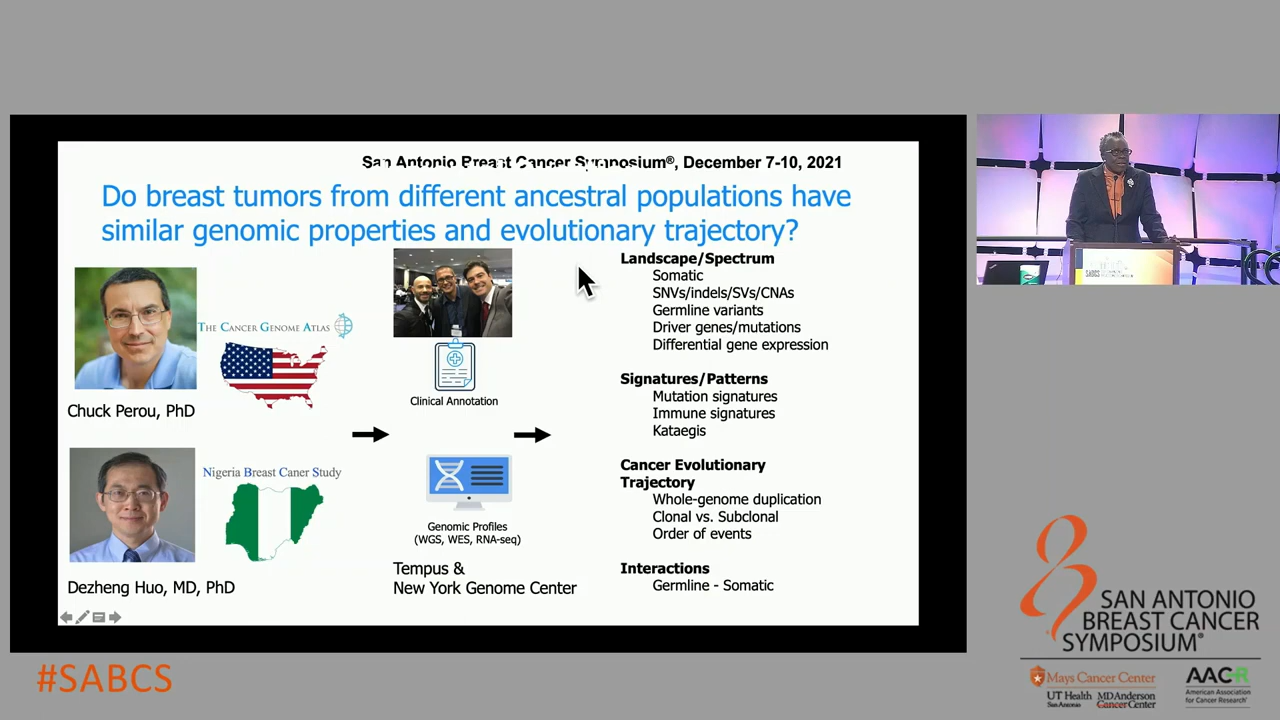 San Antonio Breast Cancer Symposium®, December 7-10, 2021
Do breast tumors from different ancestral populations have
similar genomic properties and evolutionary trajectory?
THE CANCER GENOME ATLAS
Chuck Perou, PhD
Nigeria Breast Caner Study
Dezheng Huo, MD, PhD
Clinical Annotation
Genomic Profiles
(WGS, WES, RNA-seq)
Tempus &
New York Genome Center
Landscape/Spectrum
Somatic
SNVs/indels/SVs/CNAs
Germline variants
Driver genes/mutations
Differential gene expression
Signatures/Patterns
Mutation signatures
Immune signatures
Kataegis
Cancer Evolutionary
Trajectory
Whole-genome duplication
Clonal vs. Subclonal
Order of events
Interactions
Germline - Somatic
#SABCS
SAN ANTONIO
BREAST CANCER
SYMPOSIUM®
Mays Cancer Center
UT Health
San Antonio
MD Anderson
Cancer Center
AACR
American Association
for Cancer Research®